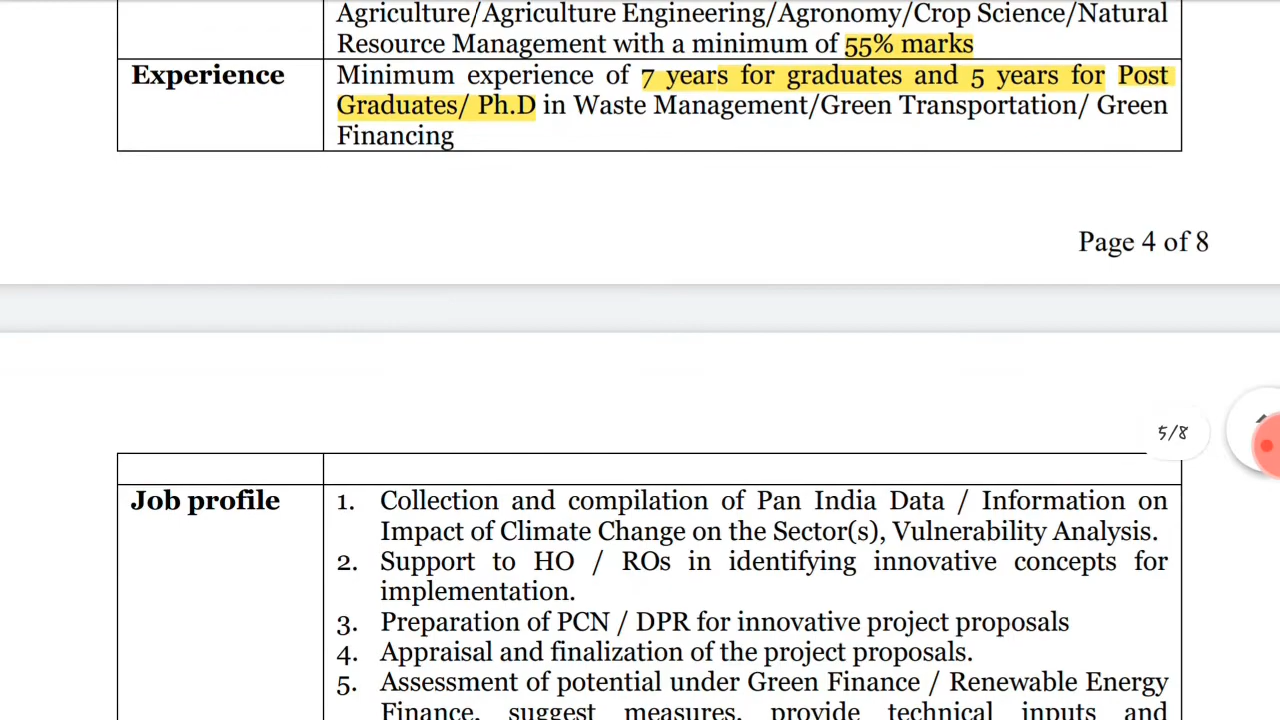 Agriculture/Agriculture Engineering/Agronomy/Crop Science/Natural
Resource Management with a minimum of 55% marks
Experience
Minimum experience of 7 years for graduates and 5 years for Post
Graduates/ Ph.D in Waste Management/Green Transportation/ Green
Financing
Page 4 of 8
5/8
Job profile
1. Collection and compilation of Pan India Data / Information on
Impact of Climate Change on the Sector(s), Vulnerability Analysis.
2. Support to HO / ROs in identifying innovative concepts for
implementation.
3. Preparation of PCN / DPR for innovative project proposals
4. Appraisal and finalization of the project proposals.
5. Assessment of potential under Green Finance / Renewable Energy
Finance, suggest measures, provide technical inputs and